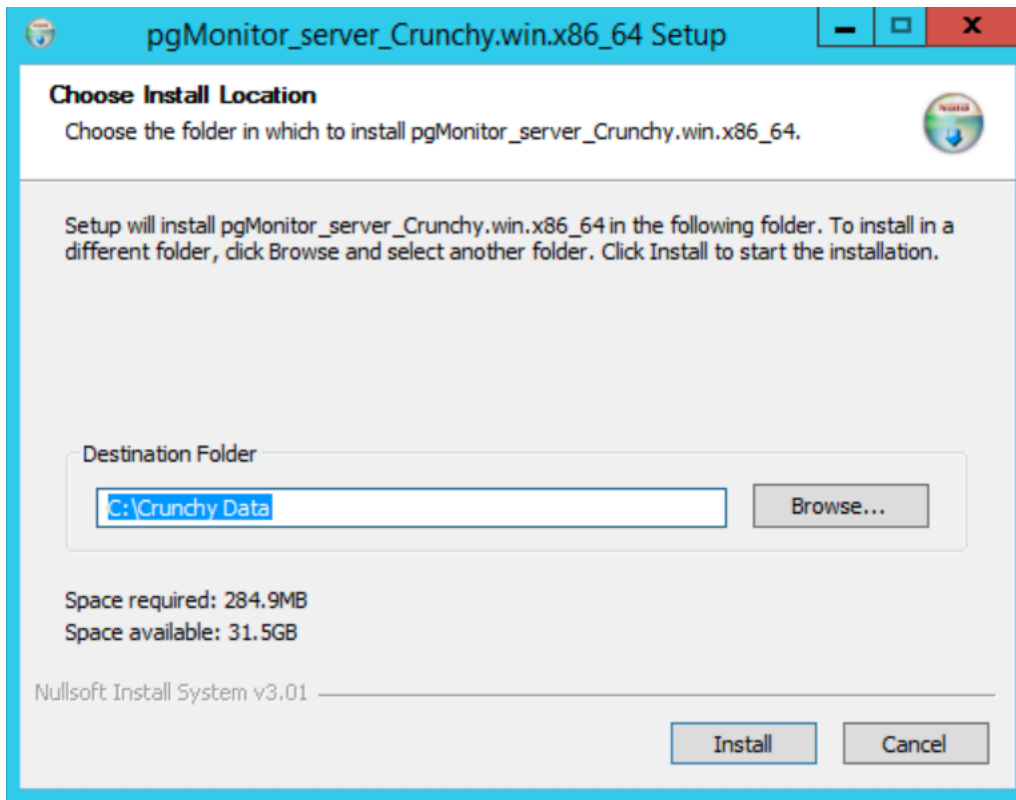 pgMonitor_server_Crunchy.win.x86_64 Setup
Choose Install Location
Choose the folder in which to install pgMonitor_server_Crunchy.win.x86_64.
Setup will install pgMonitor_server_Crunchy.win.x86_64 in the following folder. To install in a
different folder, click Browse and select another folder. Click Install to start the installation.
Destination Folder
C:\Crunchy Data
Browse...
Space required: 284.9MB
Space available: 31.5GB
Nullsoft Install System v3.01
Install
Cancel